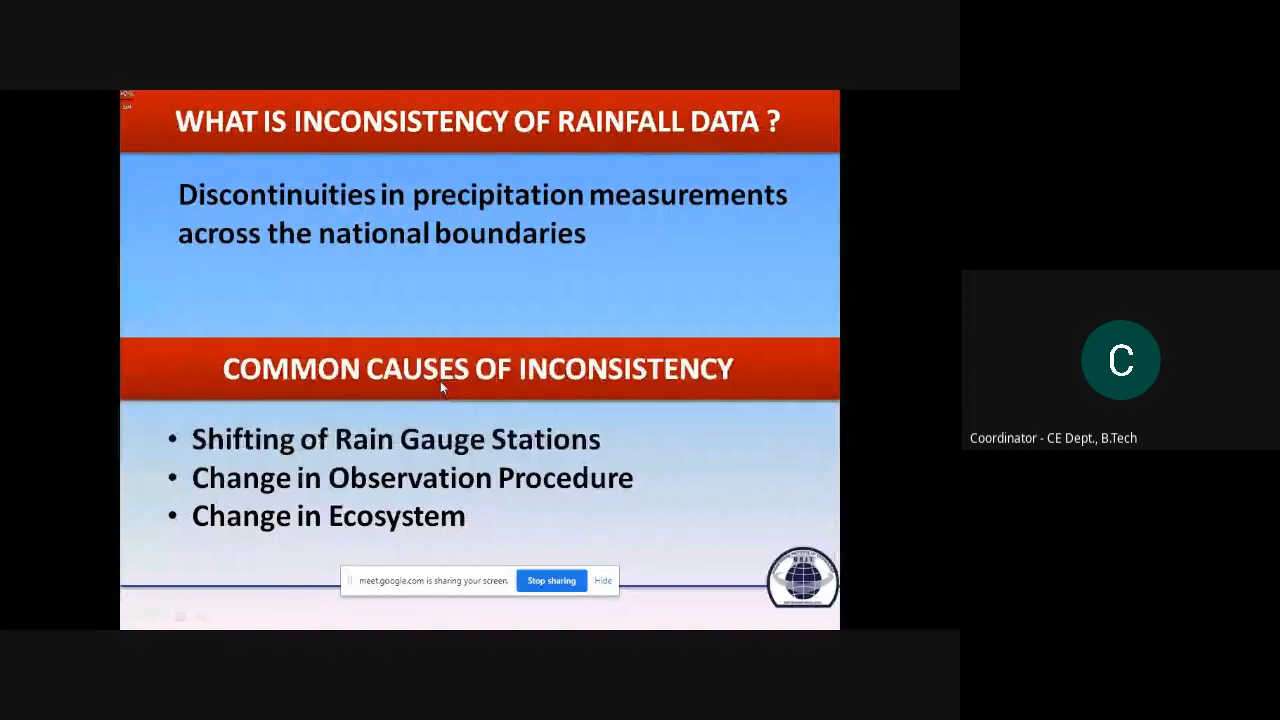 WHAT IS INCONSISTENCY OF RAINFALL DATA ?
Discontinuities in precipitation measurements
across the national boundaries
COMMON CAUSES OF INCONSISTENCY
• Shifting of Rain Gauge Stations
• Change in Observation Procedure
• Change in Ecosystem
meet.google.com is sharing your screen.
Stop sharing
Hide
C
Coordinator - CE Dept., B.Tech